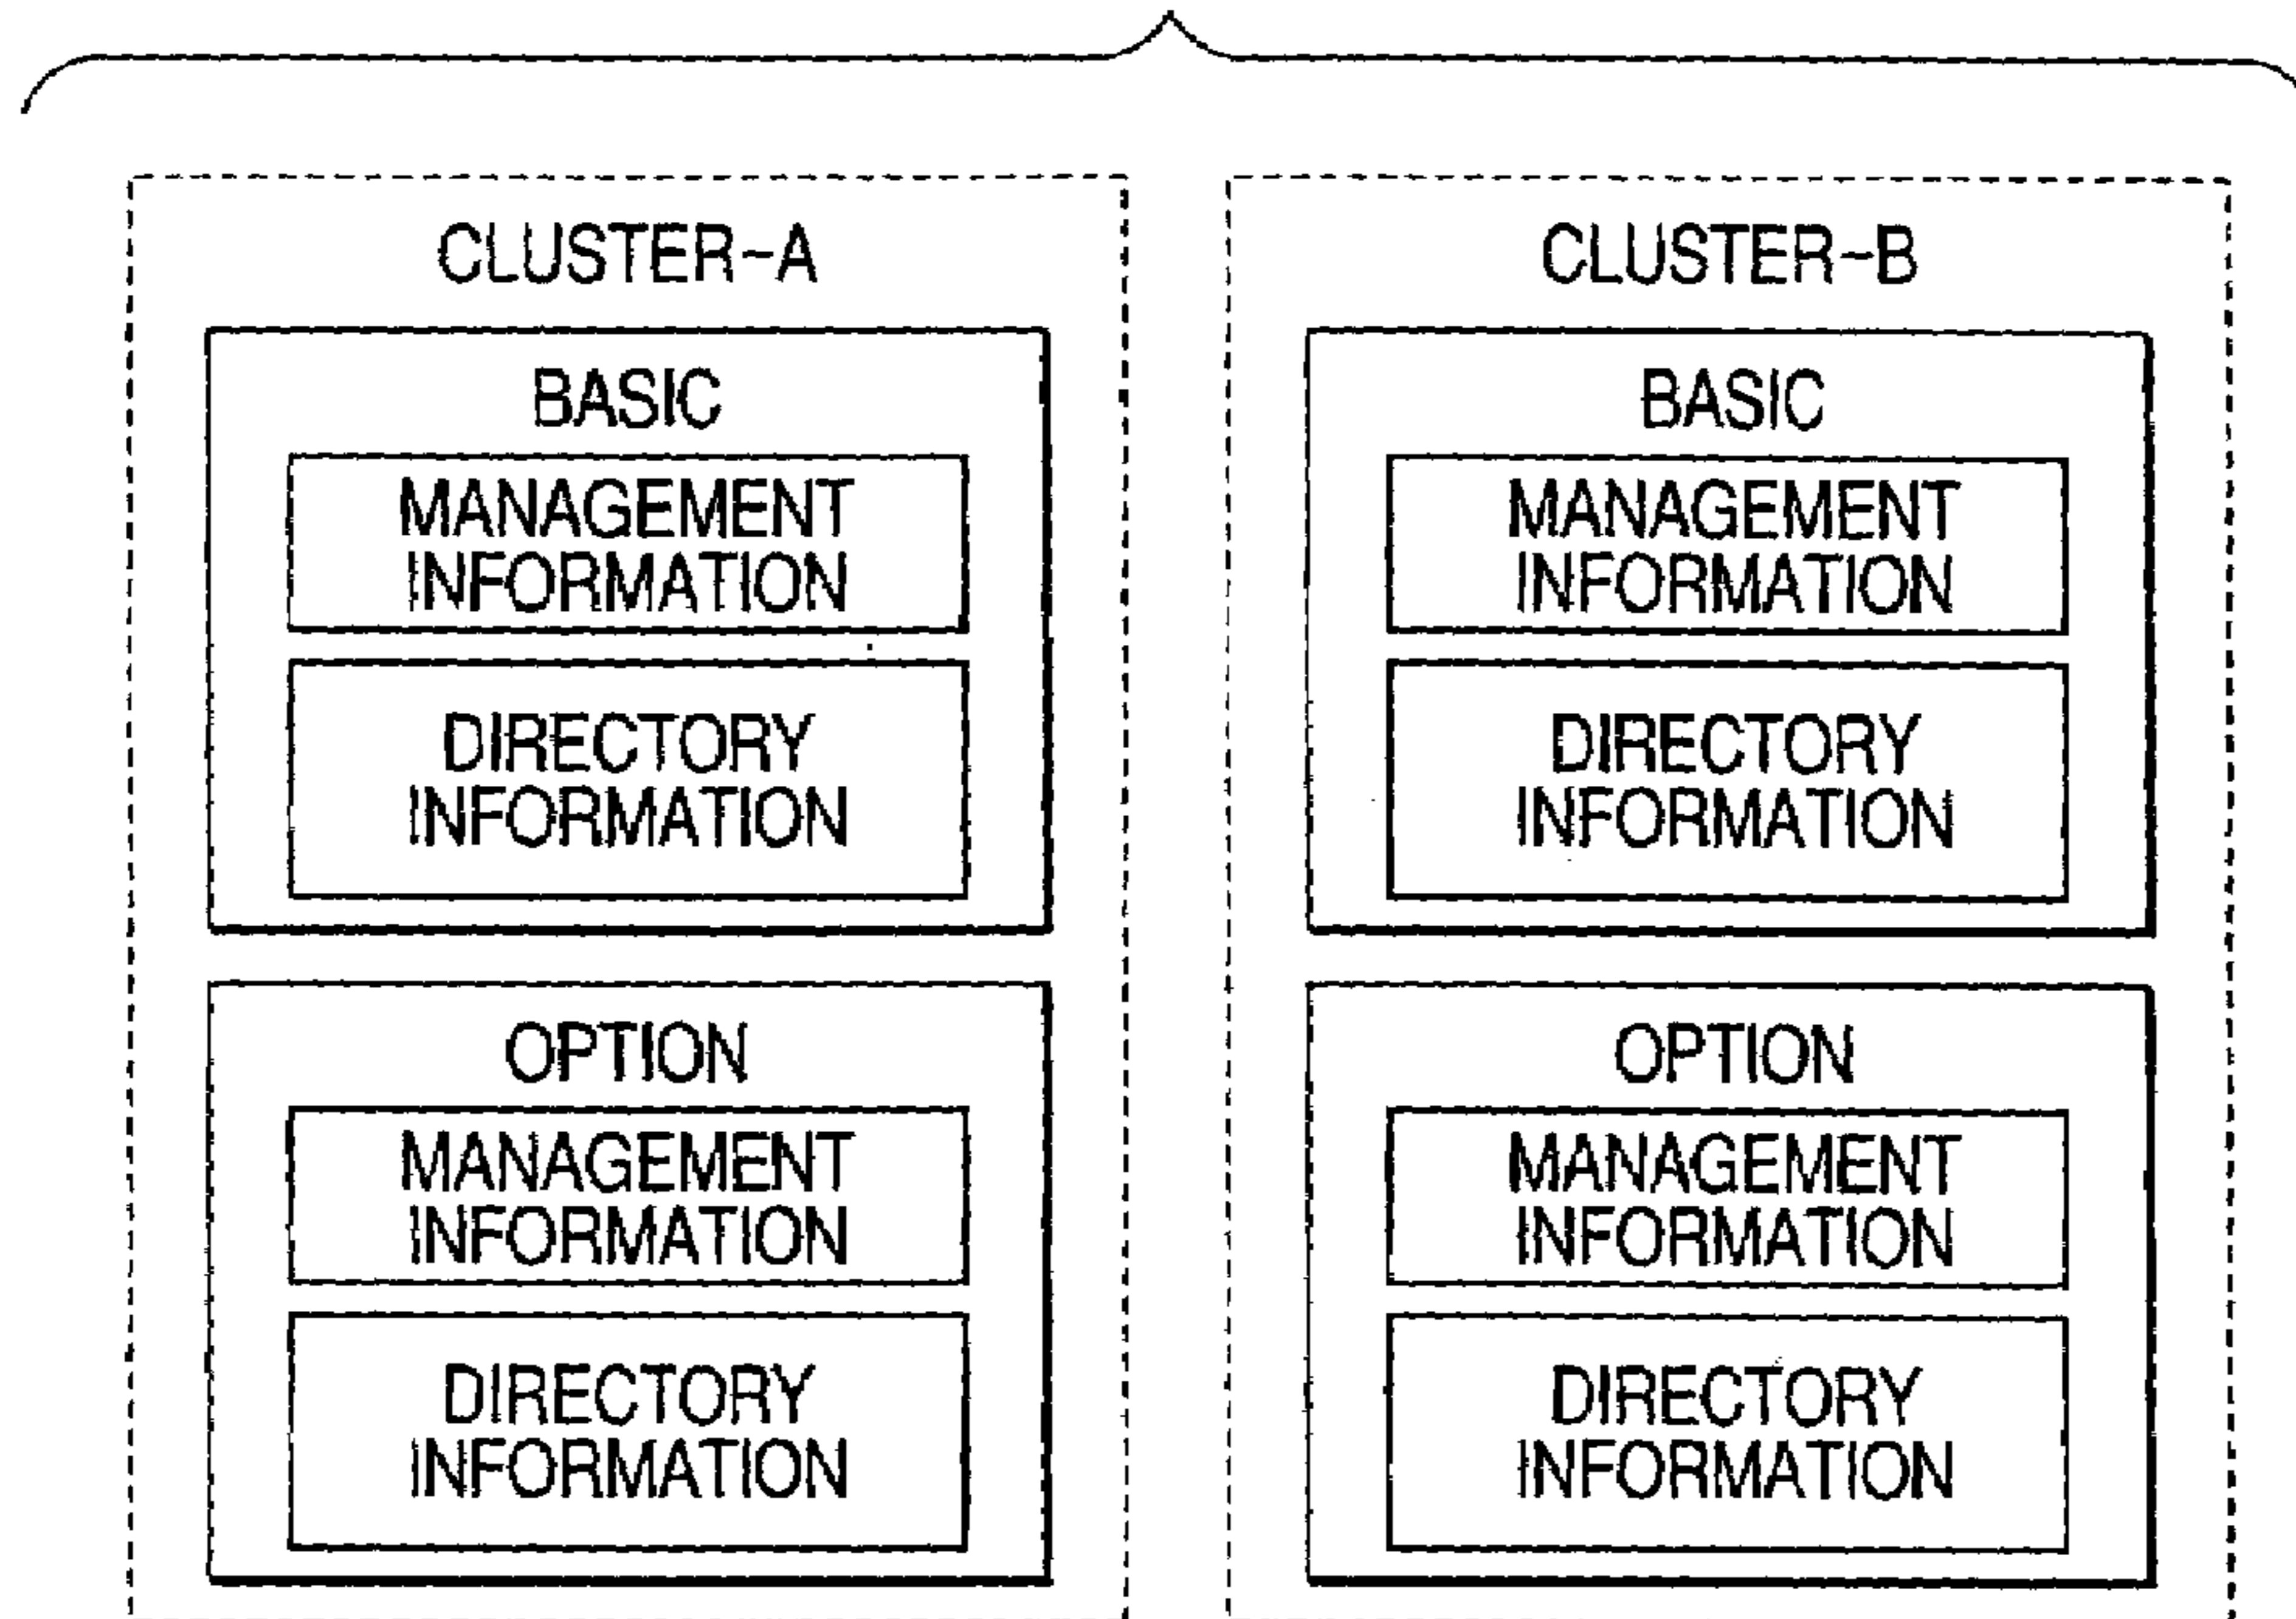 CLUSTER-A
BASIC
MANAGEMENT
INFORMATION
DIRECTORY
INFORMATION
OPTION
MANAGEMENT
INFORMATION
DIRECTORY
INFORMATION
CLUSTER-B
BASIC
MANAGEMENT
INFORMATION
DIRECTORY
INFORMATION
OPTION
MANAGEMENT
INFORMATION
DIRECTORY
INFORMATION